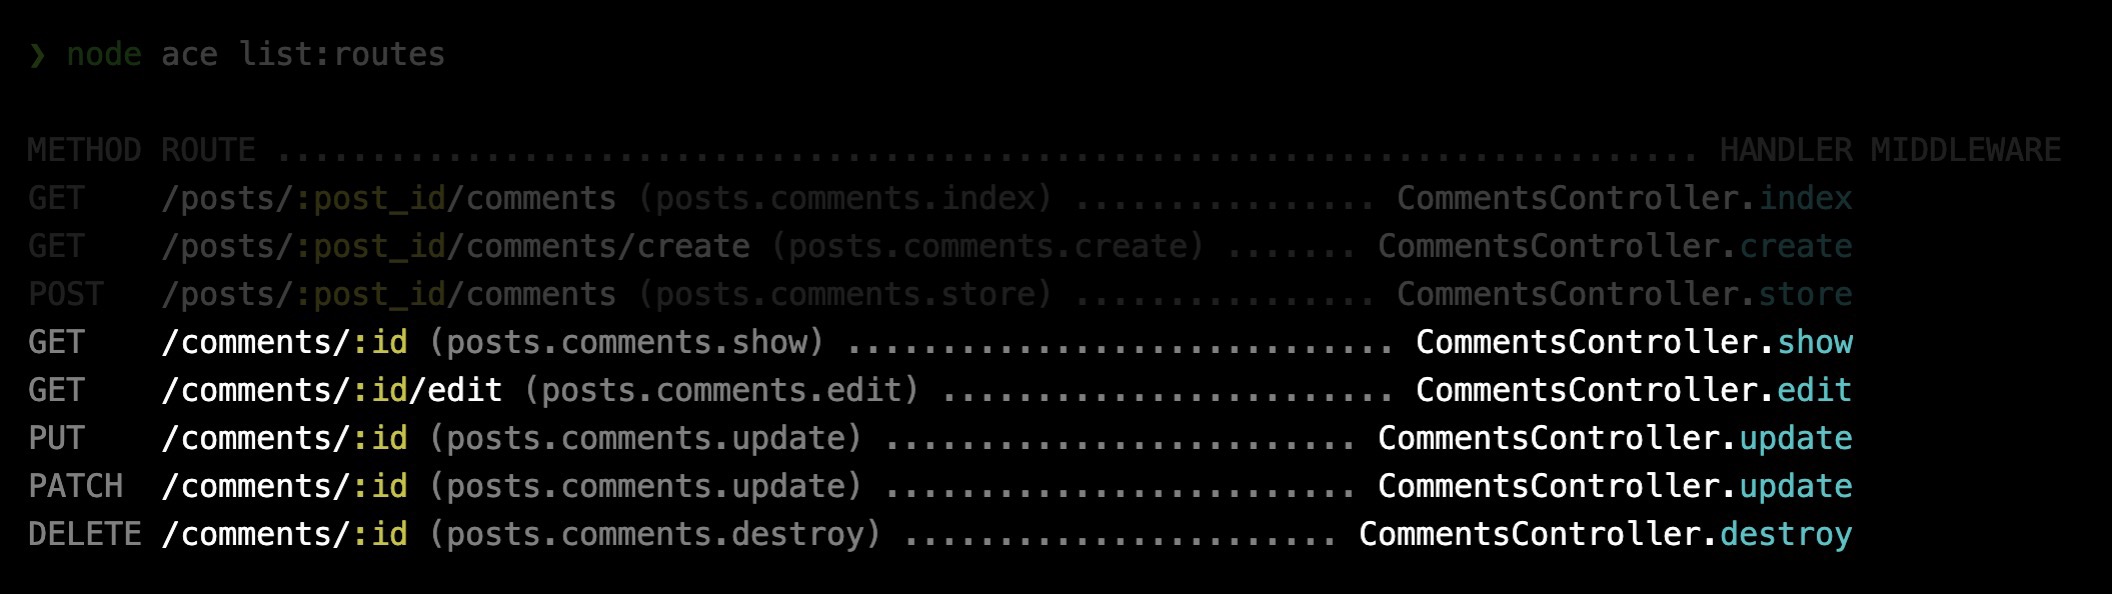 ❯ node ace list:routes
METHOD ROUTE ........................................................................... HANDLER MIDDLEWARE
GET /posts/:post_id/comments (posts.comments.index) ................ CommentsController.index
GET /posts/:post_id/comments/create (posts.comments.create) ....... CommentsController.create
POST /posts/:post_id/comments (posts.comments.store) ................ CommentsController.store
GET /comments/:id (posts.comments.show) ............................. CommentsController.show
GET /comments/:id/edit (posts.comments.edit) ........................ CommentsController.edit
PUT /comments/:id (posts.comments.update) ......................... CommentsController.update
PATCH /comments/:id (posts.comments.update) ......................... CommentsController.update
DELETE /comments/:id (posts.comments.destroy) ....................... CommentsController.destroy